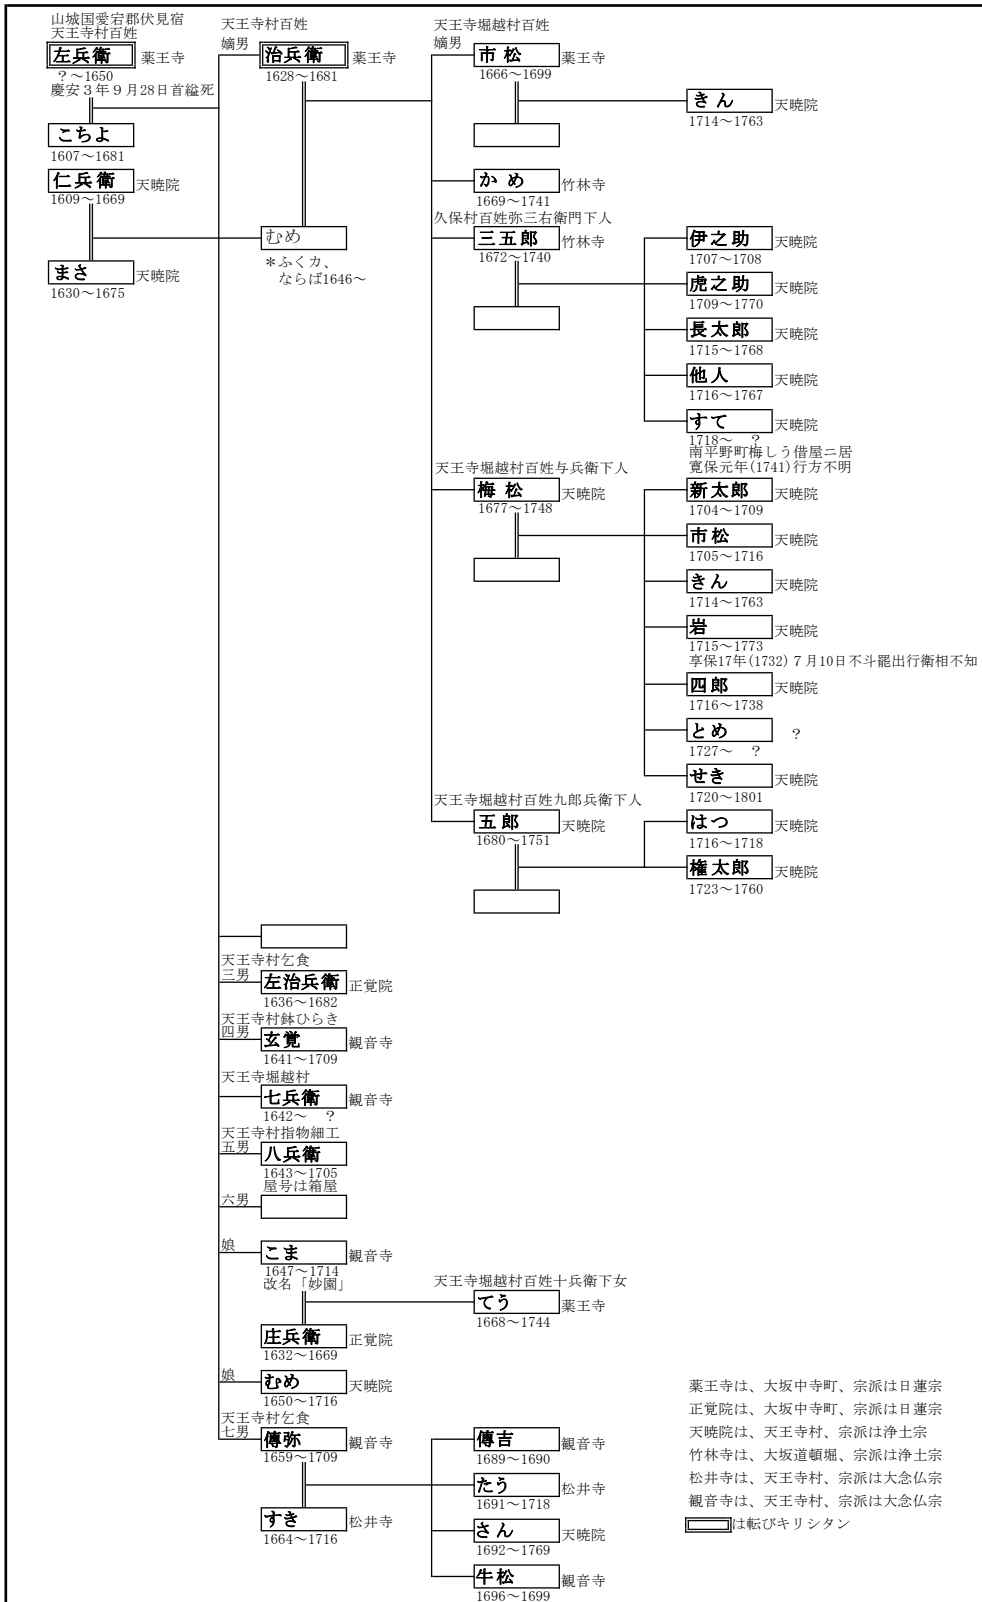 山城国愛宕郡伏見宿
天王寺村百姓
左兵衛 薬王寺
?～1650
慶安3年9月28日首縊死
こちよ
1607～1681
仁兵衛 天暁院
1609～1669
まさ 天暁院
1630～1675
天王寺村百姓
嫡男 治兵衛 薬王寺
1628～1681
むめ
＊ふくカ、
ならば1646～
天王寺堀越村百姓
嫡男 市松 薬王寺
1666～1699
きん 天暁院
1714～1763
かめ 竹林寺
1669～1741
久保村百姓弥三右衛門下人
三五郎 竹林寺
1672～1740
伊之助 天暁院
1707～1708
虎之助 天暁院
1709～1770
長太郎 天暁院
1715～1768
他人 天暁院
1716～1767
すて 天暁院
1718～ ?
南平野町梅しう借屋ニ居
寛保元年(1741)行方不明
天王寺堀越村百姓与兵衛下人
梅松 天暁院
1677～1748
新太郎 天暁院
1704～1709
市松 天暁院
1705～1716
きん 天暁院
1714～1763
岩 天暁院
1715～1773
享保17年(1732)7月10日不斗罷出行衛相不知
四郎 天暁院
1716～1738
とめ ?
1727～ ?
せき 天暁院
1720～1801
天王寺堀越村百姓九郎兵衛下人
五郎 天暁院
1680～1751
はつ 天暁院
1716～1718
権太郎 天暁院
1723～1760
天王寺村乞食
三男 左治兵衛 正覚院
1636～1682
天王寺村鉢ひらき
四男 玄覚 観音寺
1641～1709
天王寺堀越村
七兵衛 観音寺
1642～ ?
天王寺村指物細工
五男 八兵衛
1643～1705
屋号は箱屋
六男
娘 こま 観音寺
1647～1714
改名「妙園」
庄兵衛 正覚院
1632～1669
天王寺堀越村百姓十兵衛下女
てう 薬王寺
1668～1744
娘 むめ 天暁院
1650～1716
天王寺村乞食
七男 傳弥 観音寺
1659～1709
すき 松井寺
1664～1716
傳吉 観音寺
1689～1690
たう 松井寺
1691～1718
さん 天暁院
1692～1769
牛松 観音寺
1696～1699
薬王寺は、大坂中寺町、宗派は日蓮宗
正覚院は、大坂中寺町、宗派は日蓮宗
天暁院は、天王寺村、宗派は浄土宗
竹林寺は、大坂道頓堀、宗派は浄土宗
松井寺は、天王寺村、宗派は大念仏宗
観音寺は、天王寺村、宗派は大念仏宗
は転びキリシタン